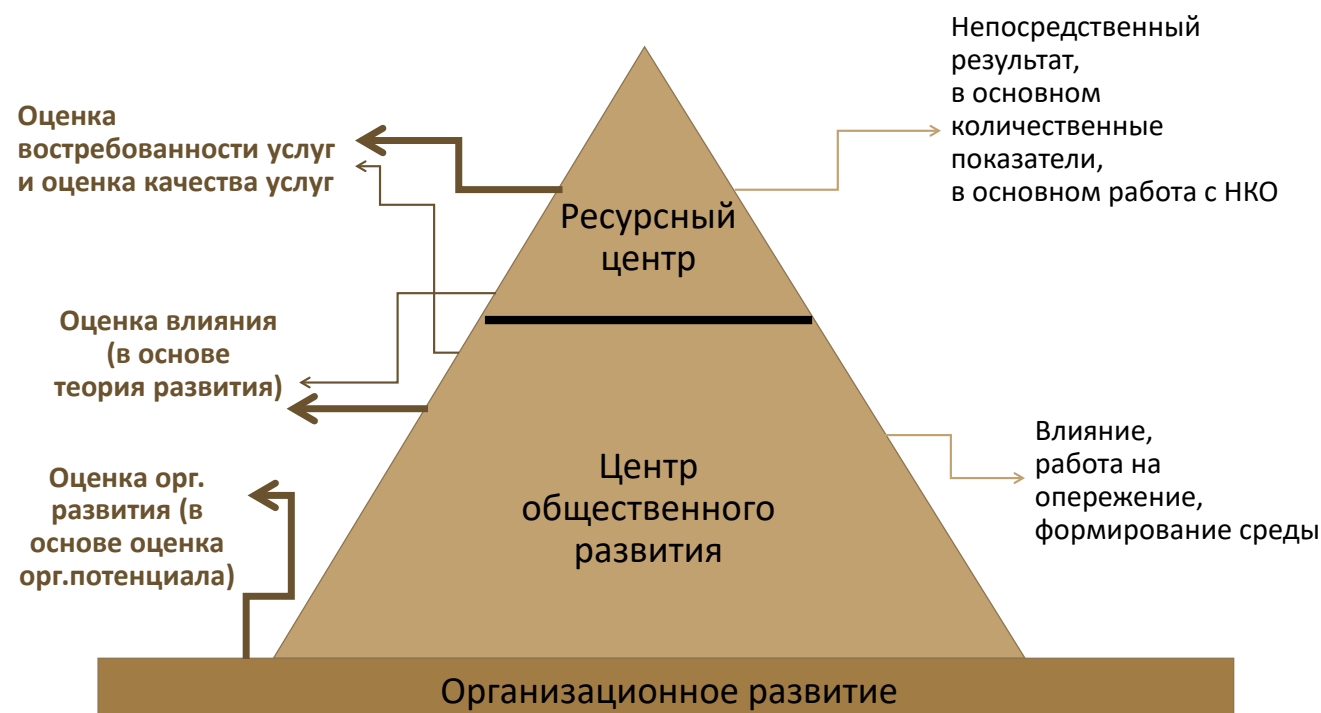 Непосредственный
результат,
в основном
количественные
показатели,
в основном работа с НКО
Оценка
востребованности услуг
и оценка качества услуг
Ресурсный
центр
Оценка влияния
(в основе
теория развития)
Влияние,
работа на
опережение,
формирование среды
Центр
общественного
развития
Оценка орг.
развития (в
основе оценка
орг.потенциала)
Организационное развитие